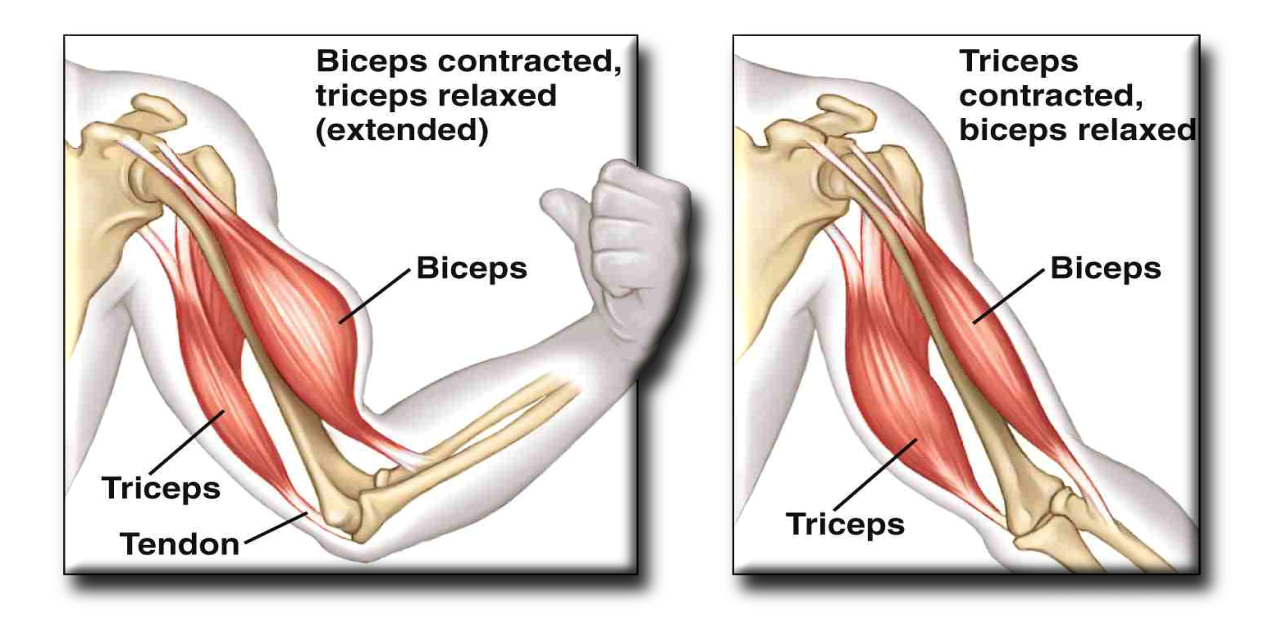 Biceps contracted,
triceps relaxed
(extended)
Biceps
Triceps
Tendon
Triceps
contracted,
biceps relaxed
Biceps
Triceps